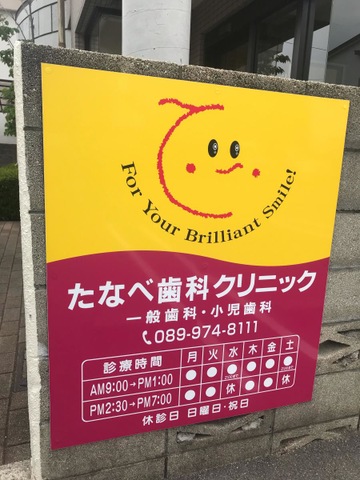 For Your Brilliant Smile!
たなべ歯科クリニック
一般歯科・小児歯科
089-974-8111
診療時間 月 火 水 木 金 土
AM9:00→PM1:00 ● ● ● ● ● ●
PM2:30→PM7:00 ● ● 休 ● ● 休
休診日 日曜日・祝日